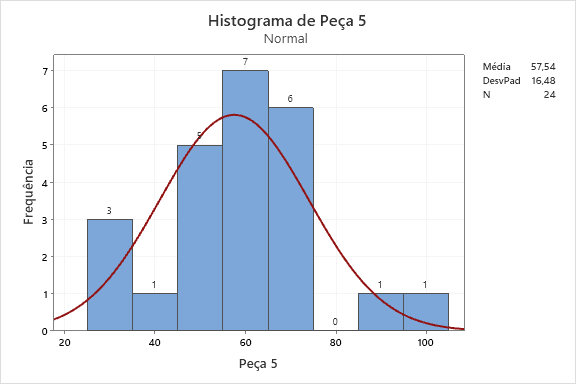 Histograma de Peça 5
Normal
Média 57,54
DesvPad 16,48
N 24
Frequência
7
6
5
4
3
2
1
0
3
1
5
7
6
0
1
1
20 40 60 80 100
Peça 5